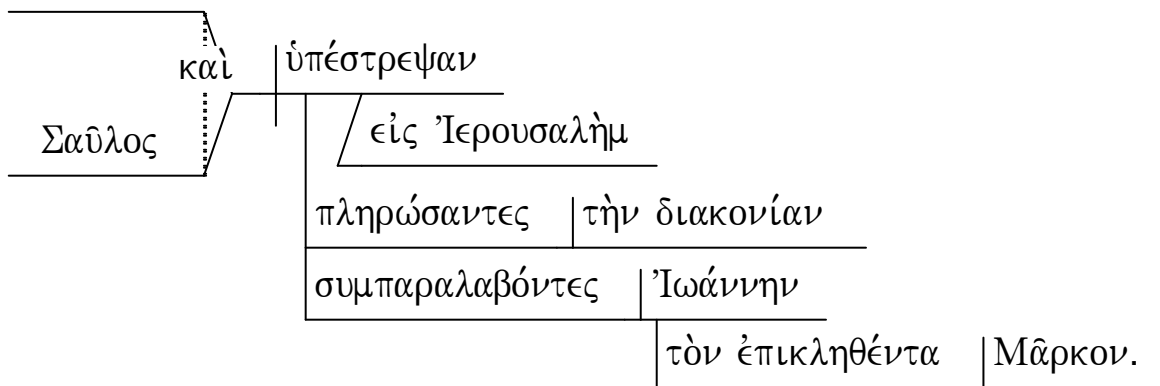 καὶ ὑπέστρεψαν
Σαῦλος εἰς Ἰερουσαλὴμ
πληρώσαντες τὴν διακονίαν
συμπαραλαβόντες Ἰωάννην
τὸν ἐπικληθέντα Μᾶρκον.